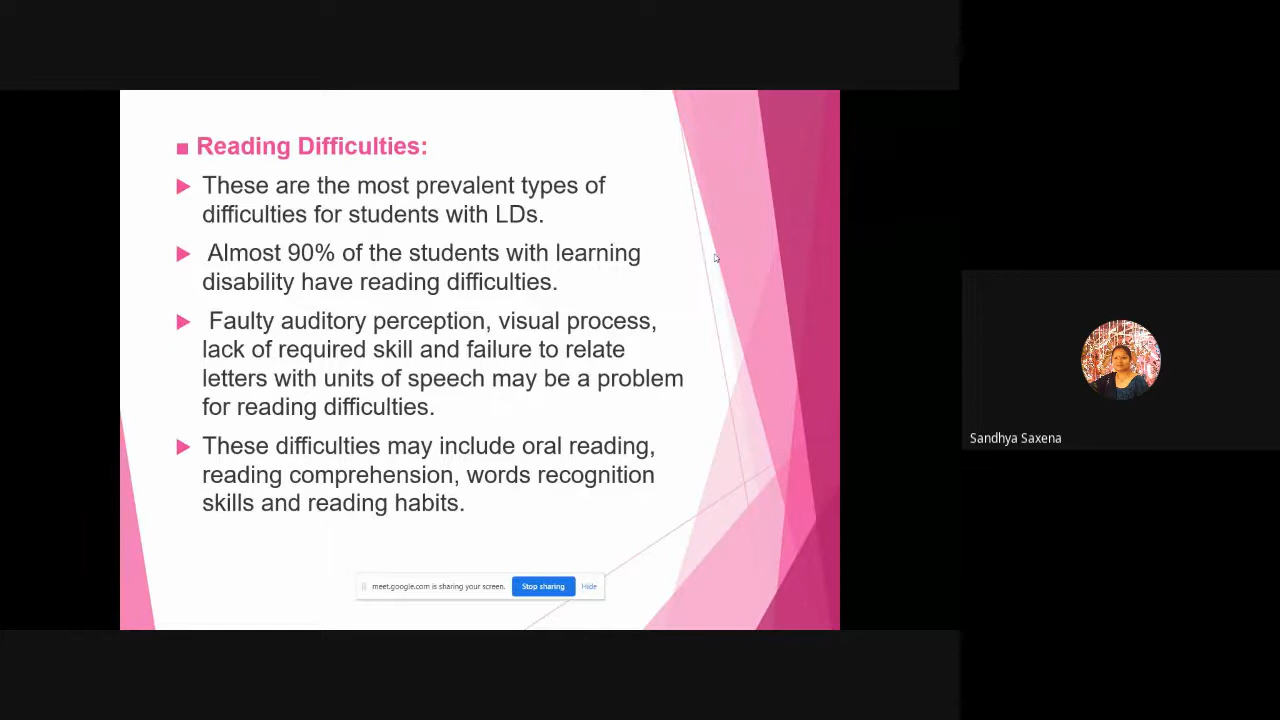 Reading Difficulties:
These are the most prevalent types of
difficulties for students with LDs.
Almost 90% of the students with learning
disability have reading difficulties.
Faulty auditory perception, visual process,
lack of required skill and failure to relate
letters with units of speech may be a problem
for reading difficulties.
These difficulties may include oral reading,
reading comprehension, words recognition
skills and reading habits.
meet.google.com is sharing your screen. Stop sharing Hide
Sandhya Saxena